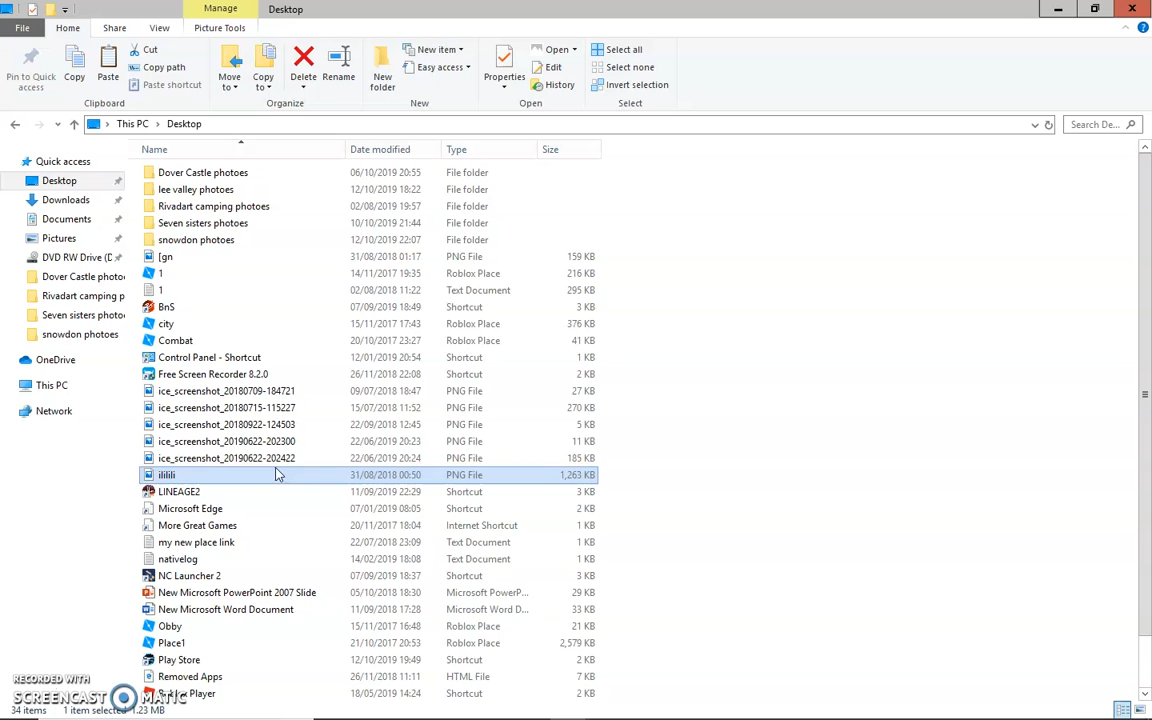 Manage
Desktop
File
Home
Share
View
Picture Tools
Pin to Quick access
Copy
Paste
Cut
Copy path
Paste shortcut
Clipboard
Move to
Copy to
Delete
Rename
Organize
New folder
New item
Easy access
New
Properties
Open
Edit
History
Open
Select all
Select none
Invert selection
Select
This PC > Desktop
Search De...
Name Date modified Type Size
Quick access
Desktop
Downloads
Documents
Pictures
DVD RW Drive (D
Dover Castle photo
Rivadart camping p
Seven sisters photo
snowdon photoes
OneDrive
This PC
Network
Dover Castle photoes 06/10/2019 20:55 File folder
lee valley photoes 12/10/2019 18:22 File folder
Rivadart camping photoes 02/08/2019 19:57 File folder
Seven sisters photoes 10/10/2019 21:44 File folder
snowdon photoes 12/10/2019 22:07 File folder
[gn 31/08/2018 01:17 PNG File 159 KB
1 14/11/2017 19:35 Roblox Place 216 KB
1 02/08/2018 11:22 Text Document 295 KB
BnS 07/09/2019 18:49 Shortcut 3 KB
city 15/11/2017 17:43 Roblox Place 376 KB
Combat 20/10/2017 23:27 Roblox Place 41 KB
Control Panel - Shortcut 12/01/2019 20:54 Shortcut 1 KB
Free Screen Recorder 8.2.0 26/11/2018 22:08 Shortcut 2 KB
ice_screenshot_20180709-184721 09/07/2018 18:47 PNG File 27 KB
ice_screenshot_20180715-115227 15/07/2018 11:52 PNG File 270 KB
ice_screenshot_20180922-124503 22/09/2018 12:45 PNG File 5 KB
ice_screenshot_20190622-202300 22/06/2019 20:23 PNG File 11 KB
ice_screenshot_20190622-202422 22/06/2019 20:24 PNG File 185 KB
ilililili 31/08/2018 00:50 PNG File 1,263 KB
LINEAGE2 11/09/2019 22:29 Shortcut 3 KB
Microsoft Edge 07/01/2019 08:05 Shortcut 2 KB
More Great Games 20/11/2017 18:04 Internet Shortcut 1 KB
my new place link 22/07/2018 23:09 Text Document 1 KB
nativelog 14/02/2019 18:08 Text Document 1 KB
NC Launcher 2 07/09/2019 18:37 Shortcut 3 KB
New Microsoft PowerPoint 2007 Slide 05/10/2018 18:30 Microsoft PowerP... 29 KB
New Microsoft Word Document 11/09/2018 17:28 Microsoft Word D... 33 KB
Obby 15/11/2017 16:48 Roblox Place 21 KB
Place1 21/10/2017 20:53 Roblox Place 2,579 KB
Play Store 12/10/2019 19:49 Shortcut 2 KB
Removed Apps 26/11/2018 11:11 HTML File 7 KB
Player 18/05/2019 14:24 Shortcut 2 KB
RECORDED WITH
SCREENCAST MATIC
34 items 1 item selected 1.23 MB